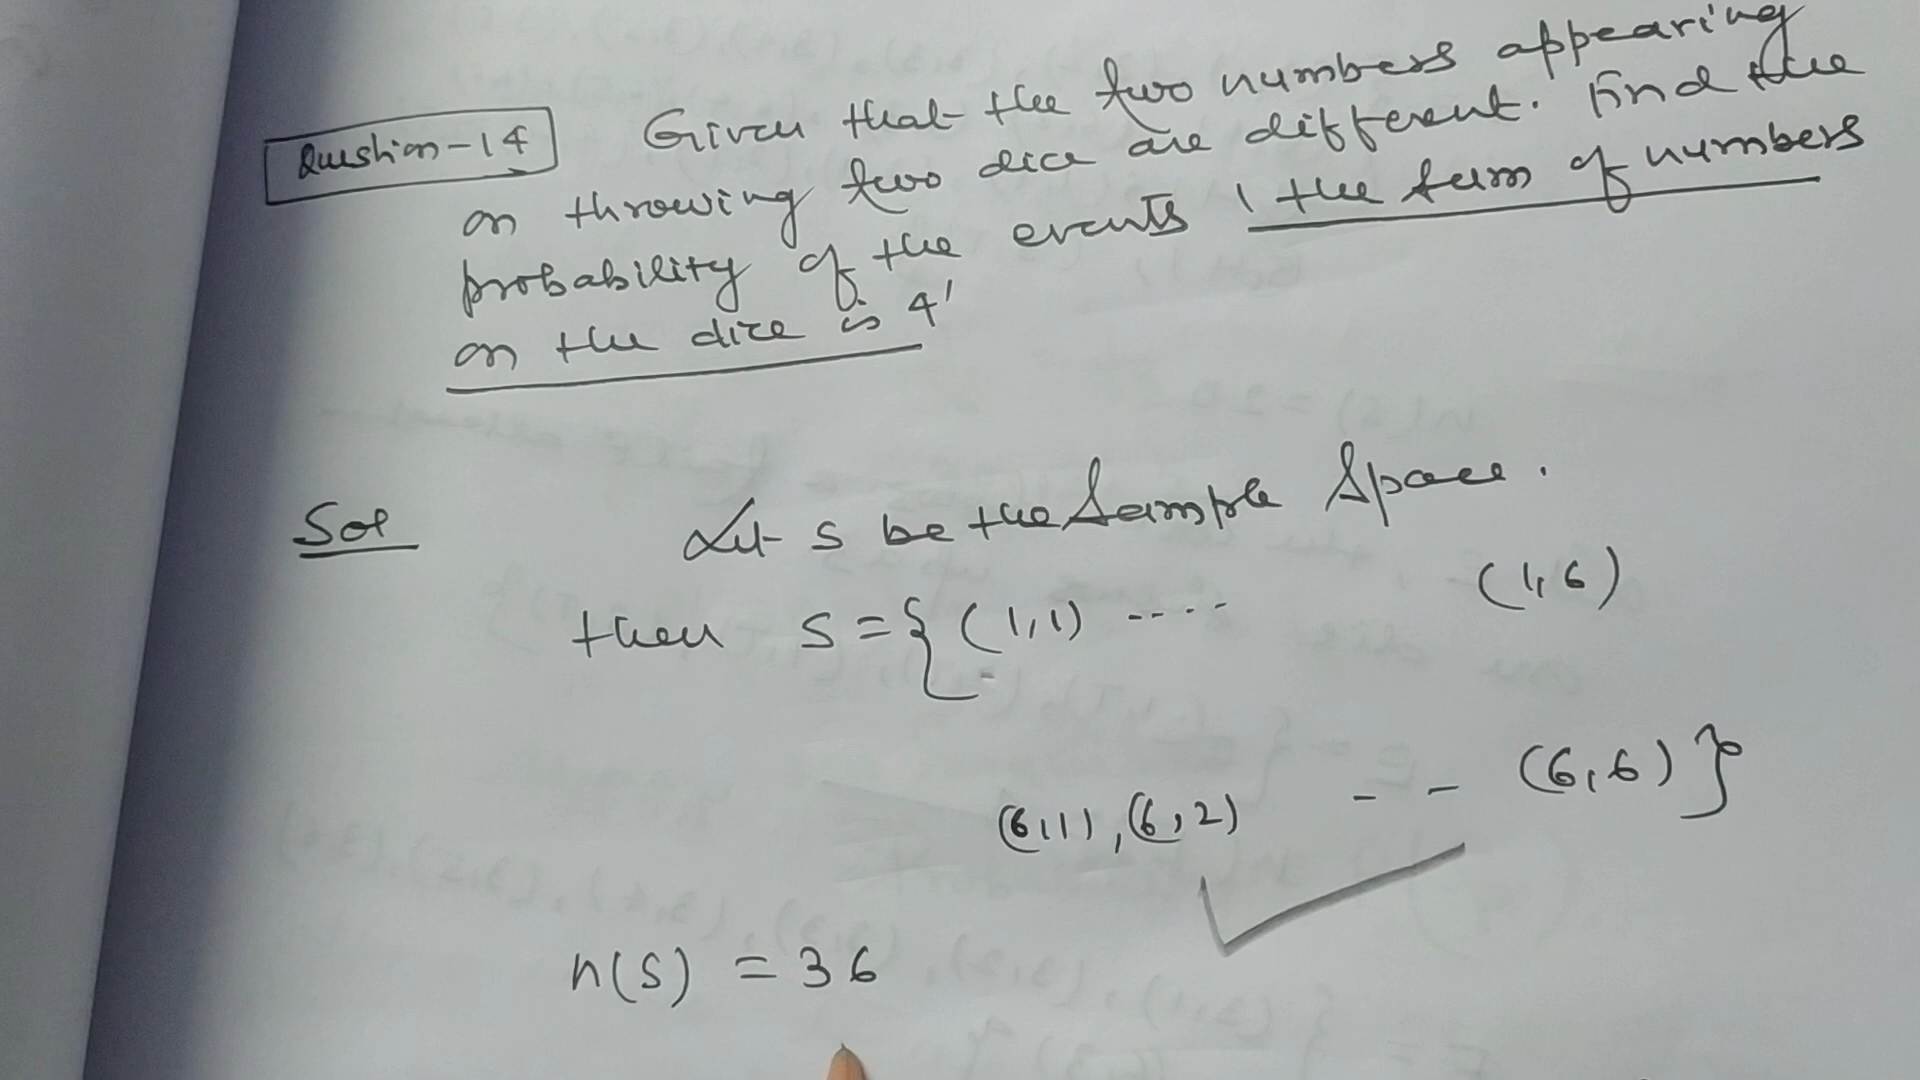 Question-14 Given that the two numbers appearing
on throwing two dice are different. Find the
probability of the events 'the sum of numbers
on the dice is 4'
Sol Let S be the Sample Space.
then S = { (1,1) ---- (1,6)
(6,1), (6,2) - - (6,6) }
n(S) = 36